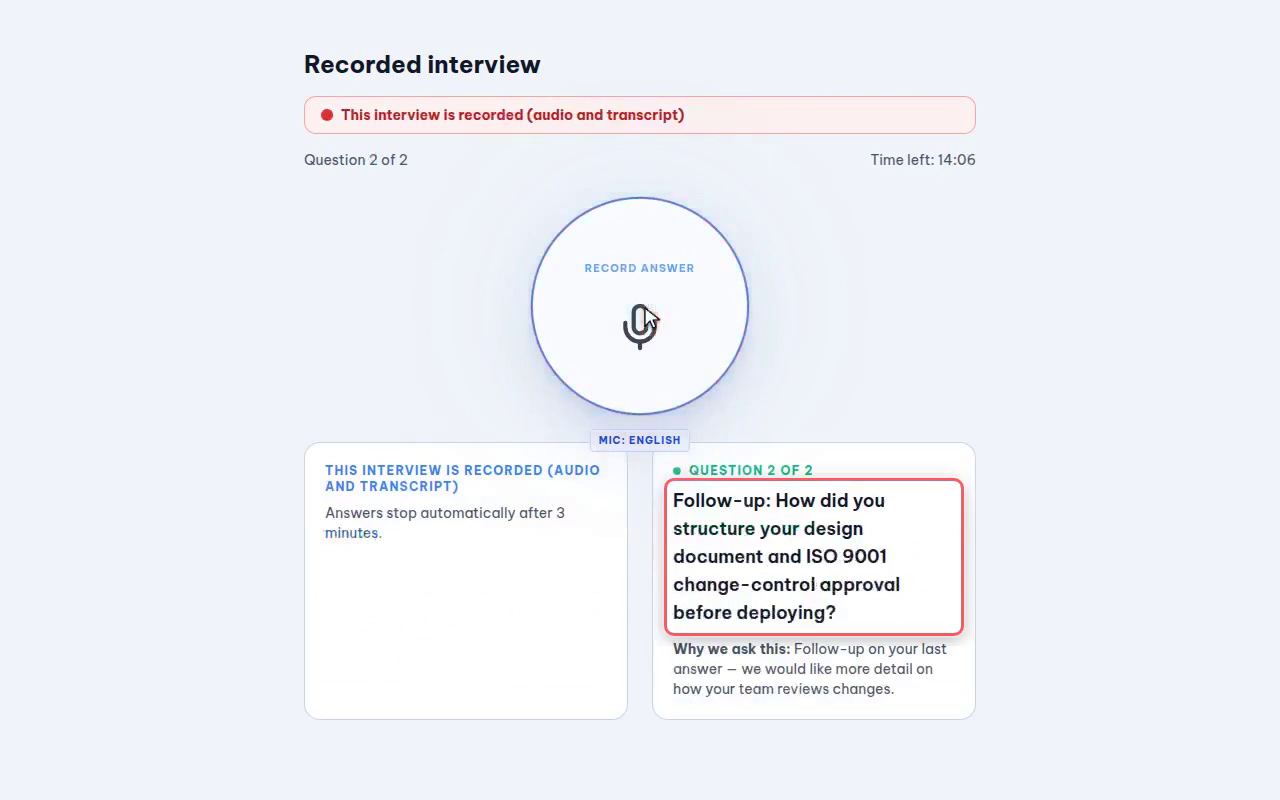 Recorded interview
This interview is recorded (audio and transcript)
Question 2 of 2
Time left: 14:06
RECORD ANSWER
MIC: ENGLISH
THIS INTERVIEW IS RECORDED (AUDIO
AND TRANSCRIPT)
Answers stop automatically after 3
minutes.
QUESTION 2 OF 2
Follow-up: How did you
structure your design
document and ISO 9001
change-control approval
before deploying?
Why we ask this: Follow-up on your last
answer — we would like more detail on
how your team reviews changes.